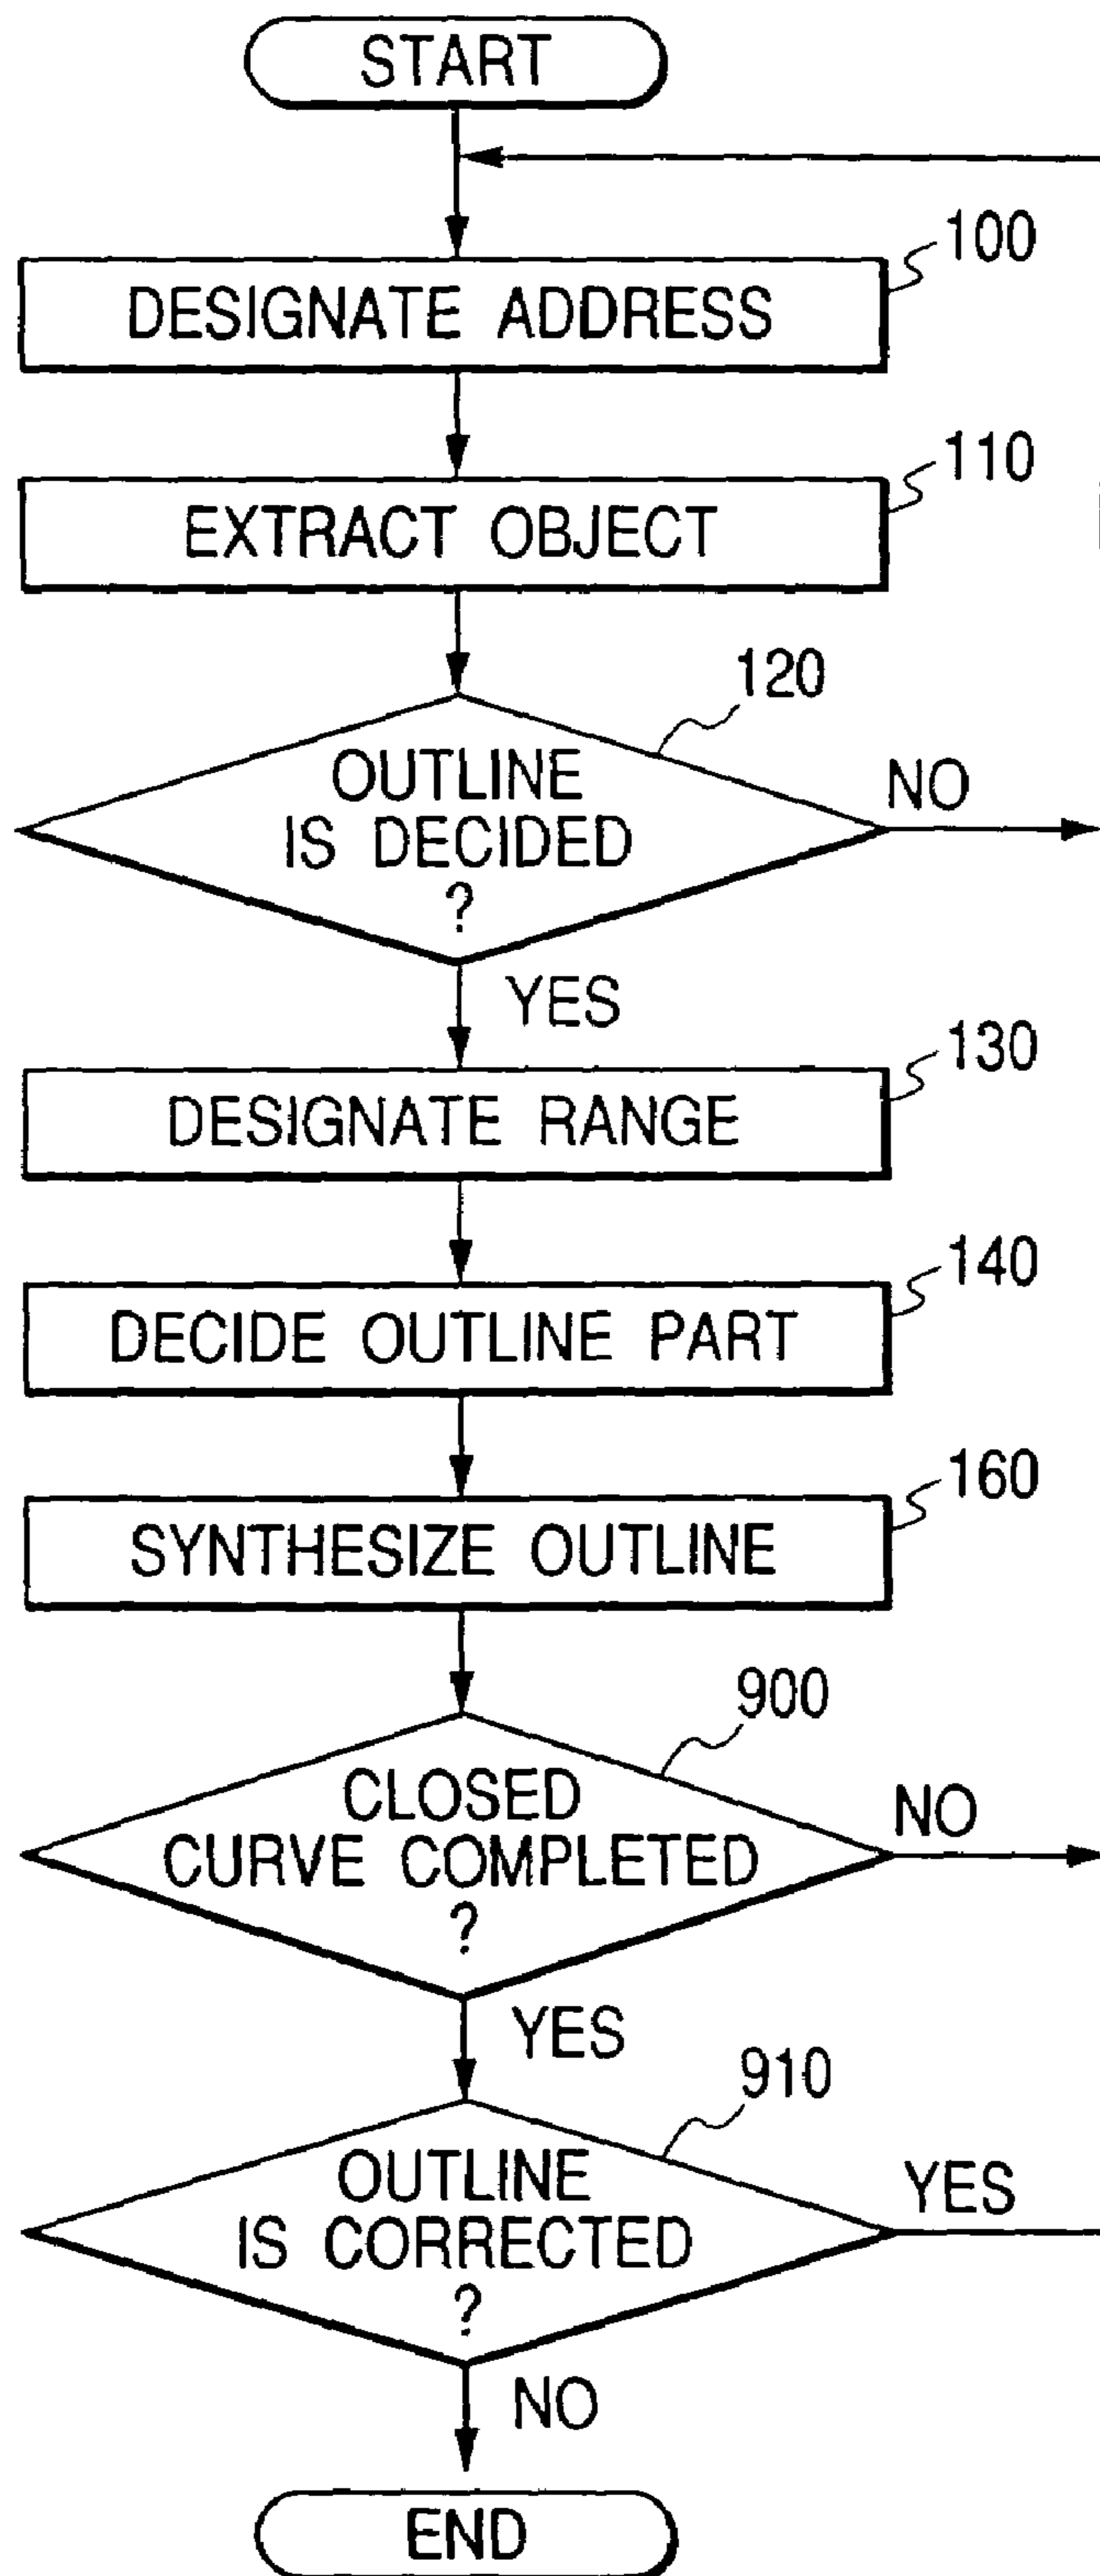 START
100
DESIGNATE ADDRESS
110
EXTRACT OBJECT
120
OUTLINE
IS DECIDED
?
NO
YES
130
DESIGNATE RANGE
140
DECIDE OUTLINE PART
160
SYNTHESIZE OUTLINE
900
CLOSED
CURVE COMPLETED
?
NO
YES
910
OUTLINE
IS CORRECTED
?
YES
NO
END